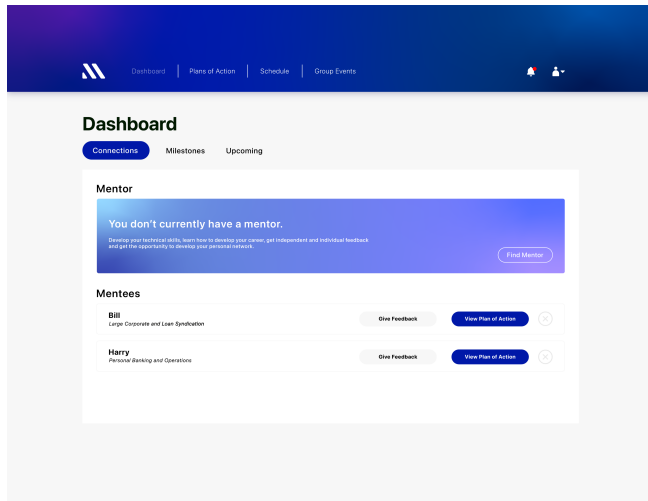 Dashboard
Plans of Action
Schedule
Group Events
Dashboard
Connections
Milestones
Upcoming
Mentor
You don't currently have a mentor.
Develop your technical skills, learn how to develop your career, get independent and individual feedback
and get the opportunity to develop your personal network.
Find Mentor
Mentees
Bill
Large Corporate and Loan Syndication
Give Feedback
View Plan of Action
Harry
Personal Banking and Operations
Give Feedback
View Plan of Action